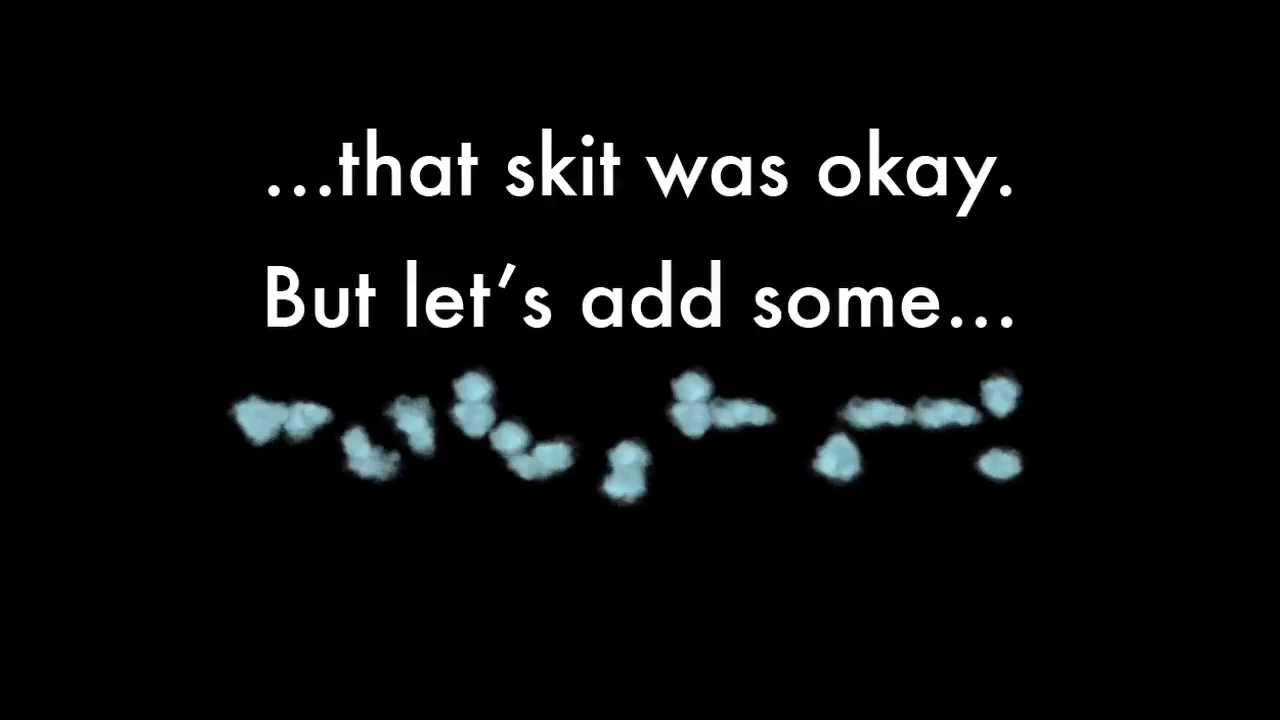 ...that skit was okay.
But let’s add some...